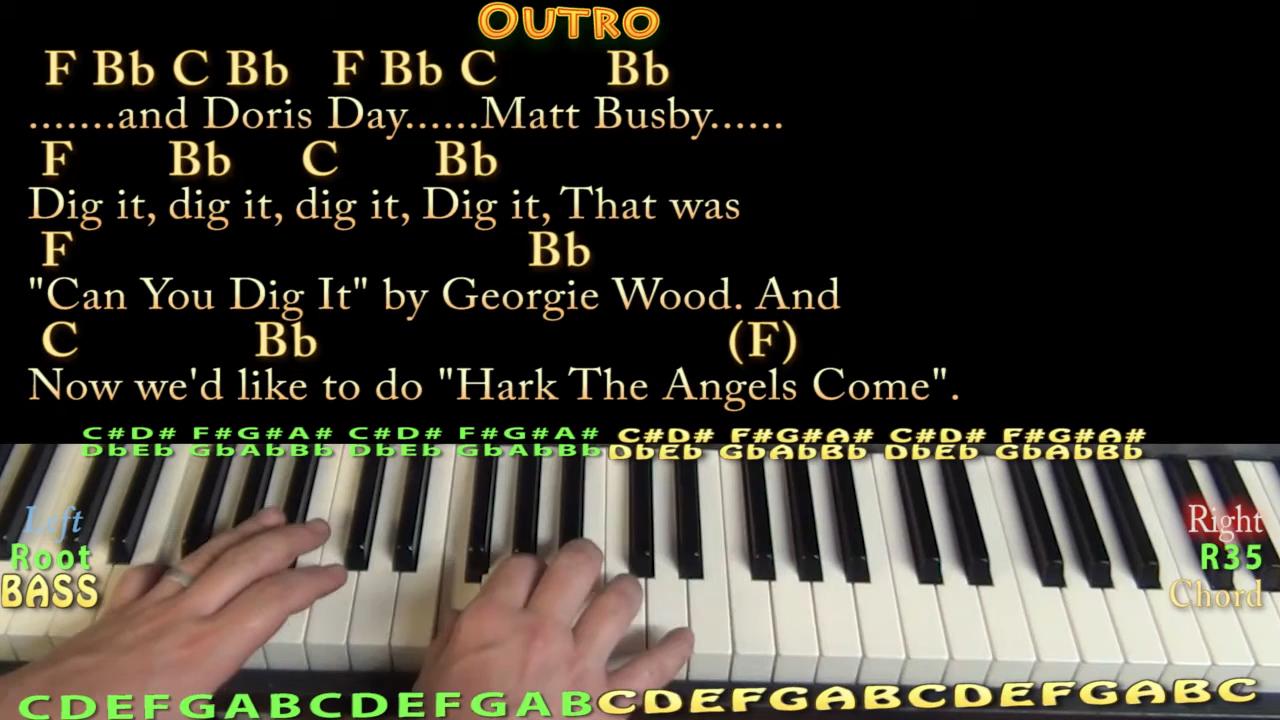 OUTRO
F Bb C Bb F Bb C Bb
.......and Doris Day......Matt Busby......
F Bb C Bb
Dig it, dig it, dig it, Dig it, That was
F Bb
"Can You Dig It" by Georgie Wood. And
C Bb (F)
Now we'd like to do "Hark The Angels Come".
C#D# F#G#A# C#D# F#G#A# C#D# F#G#A# C#D# F#G#A#
DbEb GbAbBb DbEb GbAbBb DbEb GbAbBb DbEb GbAbBb
Left
Root
BASS
Right
R35
Chord
CDEFGABCDEFGABCDEFGABCDEFGABC